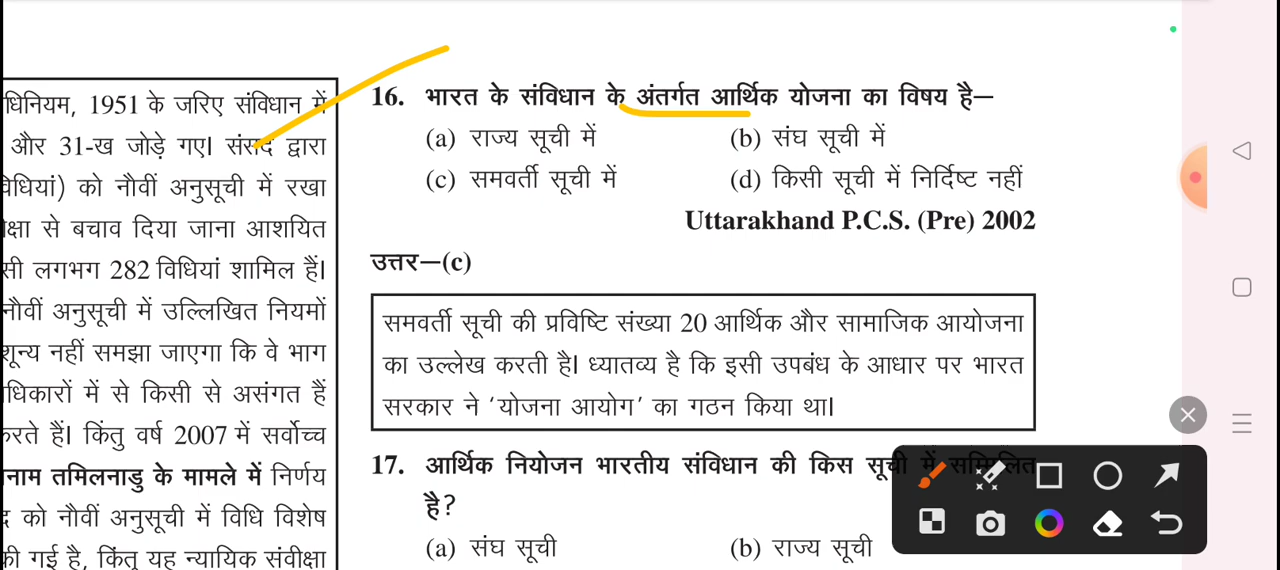 धिनियम, 1951 के जरिए संविधान में
और 31-ख जोड़े गए। संसद द्वारा
विधियां) को नौवीं अनुसूची में रखा
क्षा से बचाव दिया जाना आशयित
सी लगभग 282 विधियां शामिल हैं।
नौवीं अनुसूची में उल्लिखित नियमों
शून्य नहीं समझा जाएगा कि वे भाग
धिकारों में से किसी से असंगत हैं
करते हैं। किंतु वर्ष 2007 में सर्वोच्च
नाम तमिलनाडु के मामले में निर्णय
को नौवीं अनुसूची में विधि विशेष
की गई है, किंतु यह न्यायिक संवीक्षा
16. भारत के संविधान के अंतर्गत आर्थिक योजना का विषय है—
(a) राज्य सूची में (b) संघ सूची में
(c) समवर्ती सूची में (d) किसी सूची में निर्दिष्ट नहीं
Uttarakhand P.C.S. (Pre) 2002
उत्तर—(c)
समवर्ती सूची की प्रविष्टि संख्या 20 आर्थिक और सामाजिक आयोजना
का उल्लेख करती है। ध्यातव्य है कि इसी उपबंध के आधार पर भारत
सरकार ने 'योजना आयोग' का गठन किया था।
17. आर्थिक नियोजन भारतीय संविधान की किस सूची में सम्मिलित
है?
(a) संघ सूची (b) राज्य सूची